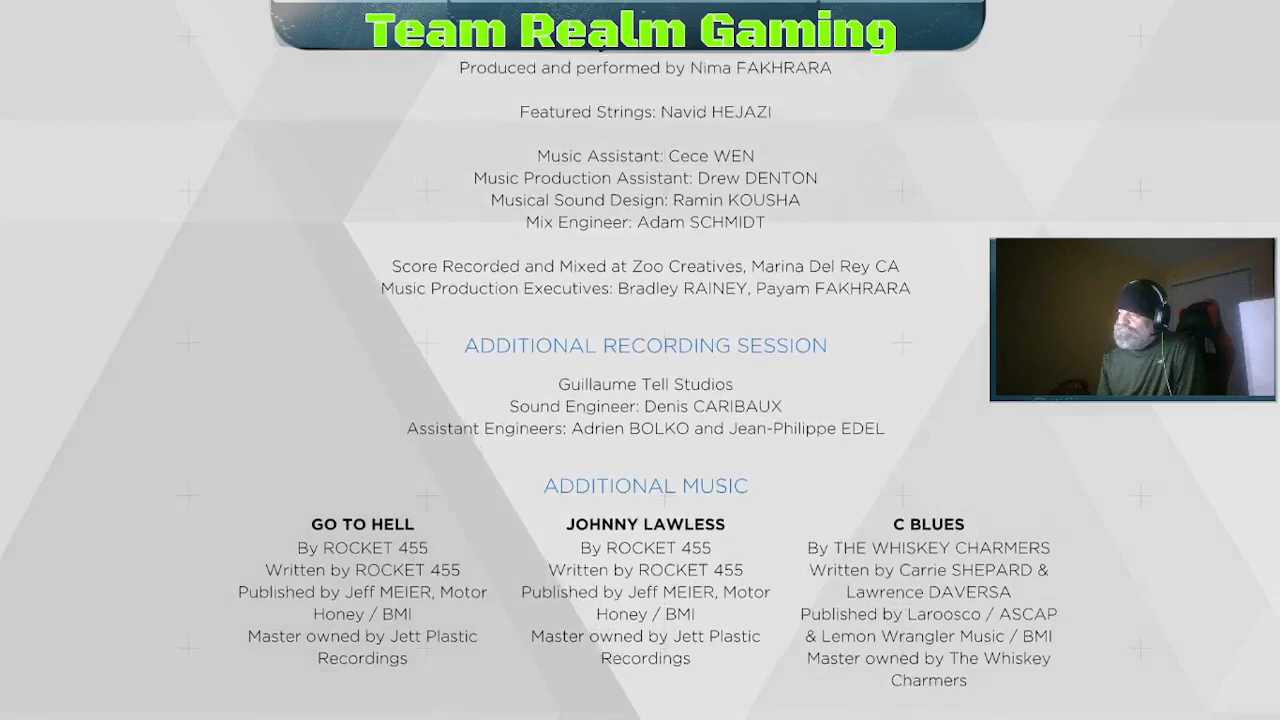 Team Realm Gaming
Produced and performed by Nima FAKHRARA
Featured Strings: Navid HEJAZI
Music Assistant: Cece WEN
Music Production Assistant: Drew DENTON
Musical Sound Design: Ramin KOUSHA
Mix Engineer: Adam SCHMIDT
Score Recorded and Mixed at Zoo Creatives, Marina Del Rey CA
Music Production Executives: Bradley RAINEY, Payam FAKHRARA
ADDITIONAL RECORDING SESSION
Guillaume Tell Studios
Sound Engineer: Denis CARIBAUX
Assistant Engineers: Adrien BOLKO and Jean-Philippe EDEL
ADDITIONAL MUSIC
GO TO HELL
By ROCKET 455
Written by ROCKET 455
Published by Jeff MEIER, Motor
Honey / BMI
Master owned by Jett Plastic
Recordings
JOHNNY LAWLESS
By ROCKET 455
Written by ROCKET 455
Published by Jeff MEIER, Motor
Honey / BMI
Master owned by Jett Plastic
Recordings
C BLUES
By THE WHISKEY CHARMERS
Written by Carrie SHEPARD &
Lawrence DAVERSA
Published by Laroosco / ASCAP
& Lemon Wrangler Music / BMI
Master owned by The Whiskey
Charmers